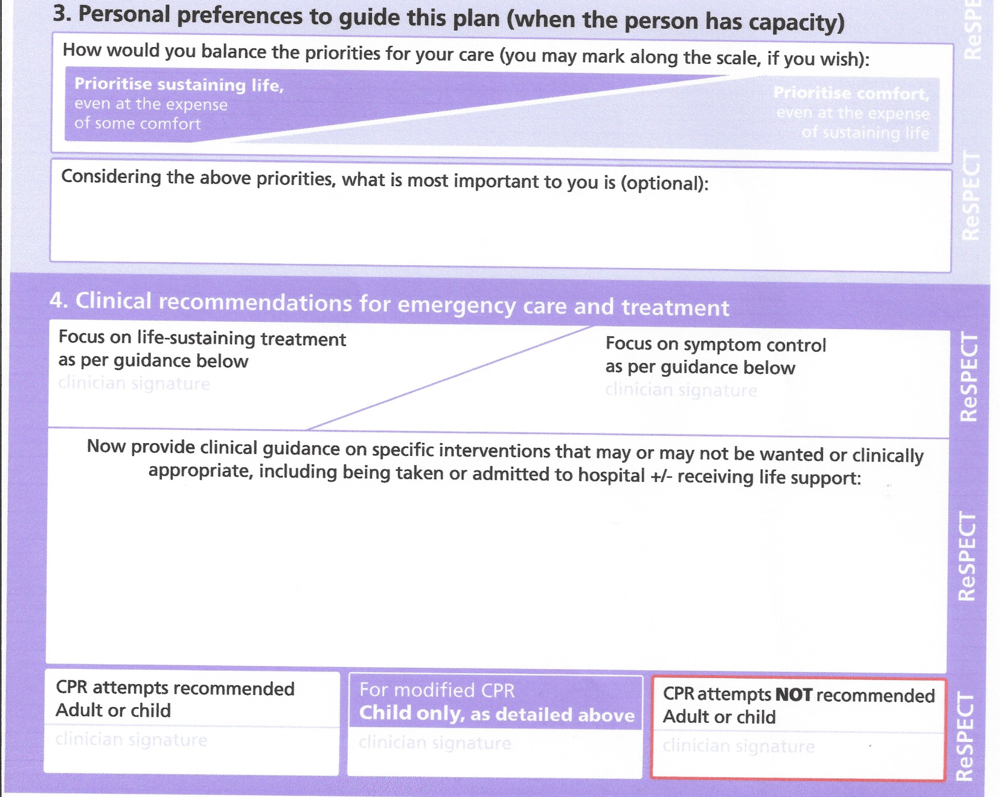 3. Personal preferences to guide this plan (when the person has capacity)
How would you balance the priorities for your care (you may mark along the scale, if you wish):
Prioritise sustaining life,
even at the expense
of some comfort
Prioritise comfort,
even at the expense
of sustaining life
Considering the above priorities, what is most important to you is (optional):
4. Clinical recommendations for emergency care and treatment
Focus on life-sustaining treatment
as per guidance below
clinician signature
Focus on symptom control
as per guidance below
clinician signature
Now provide clinical guidance on specific interventions that may or may not be wanted or clinically
appropriate, including being taken or admitted to hospital +/- receiving life support:
CPR attempts recommended
Adult or child
clinician signature
For modified CPR
Child only, as detailed above
clinician signature
CPR attempts NOT recommended
Adult or child
clinician signature
ReSPE
ReSPECT
ReSPECT
ReSPECT
ReSPECT